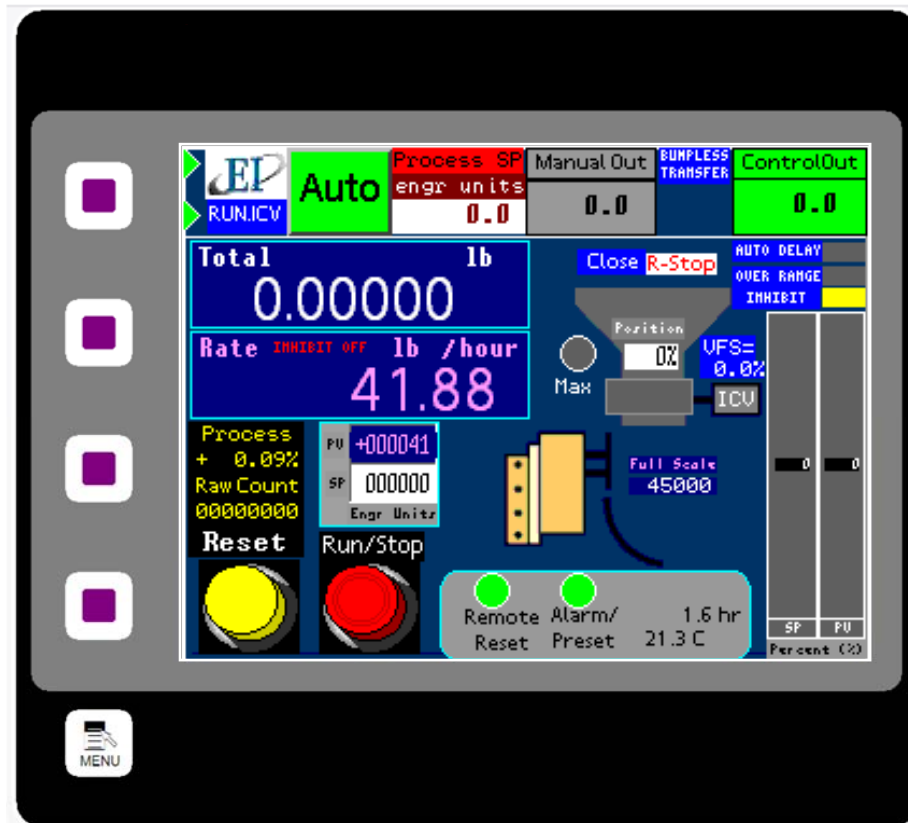 EI
RUN.ICV
Auto
Process SP
engr units
0.0
Manual Out
0.0
BUMPLESS
TRANSFER
ControlOut
0.0
Total lb
0.00000
Close R-Stop
AUTO DELAY
OVER RANGE
INHIBIT
Rate INHIBIT OFF lb /hour
41.88
Position
0%
VFS=
0.0%
Max
ICV
Process
+ 0.09%
Raw Count
00000000
PV +000041
SP 000000
Engr Units
Full Scale
45000
0 0
Reset
Run/Stop
Remote
Reset
Alarm/
Preset
1.6 hr
21.3 C
SP PV
Percent (%)
MENU